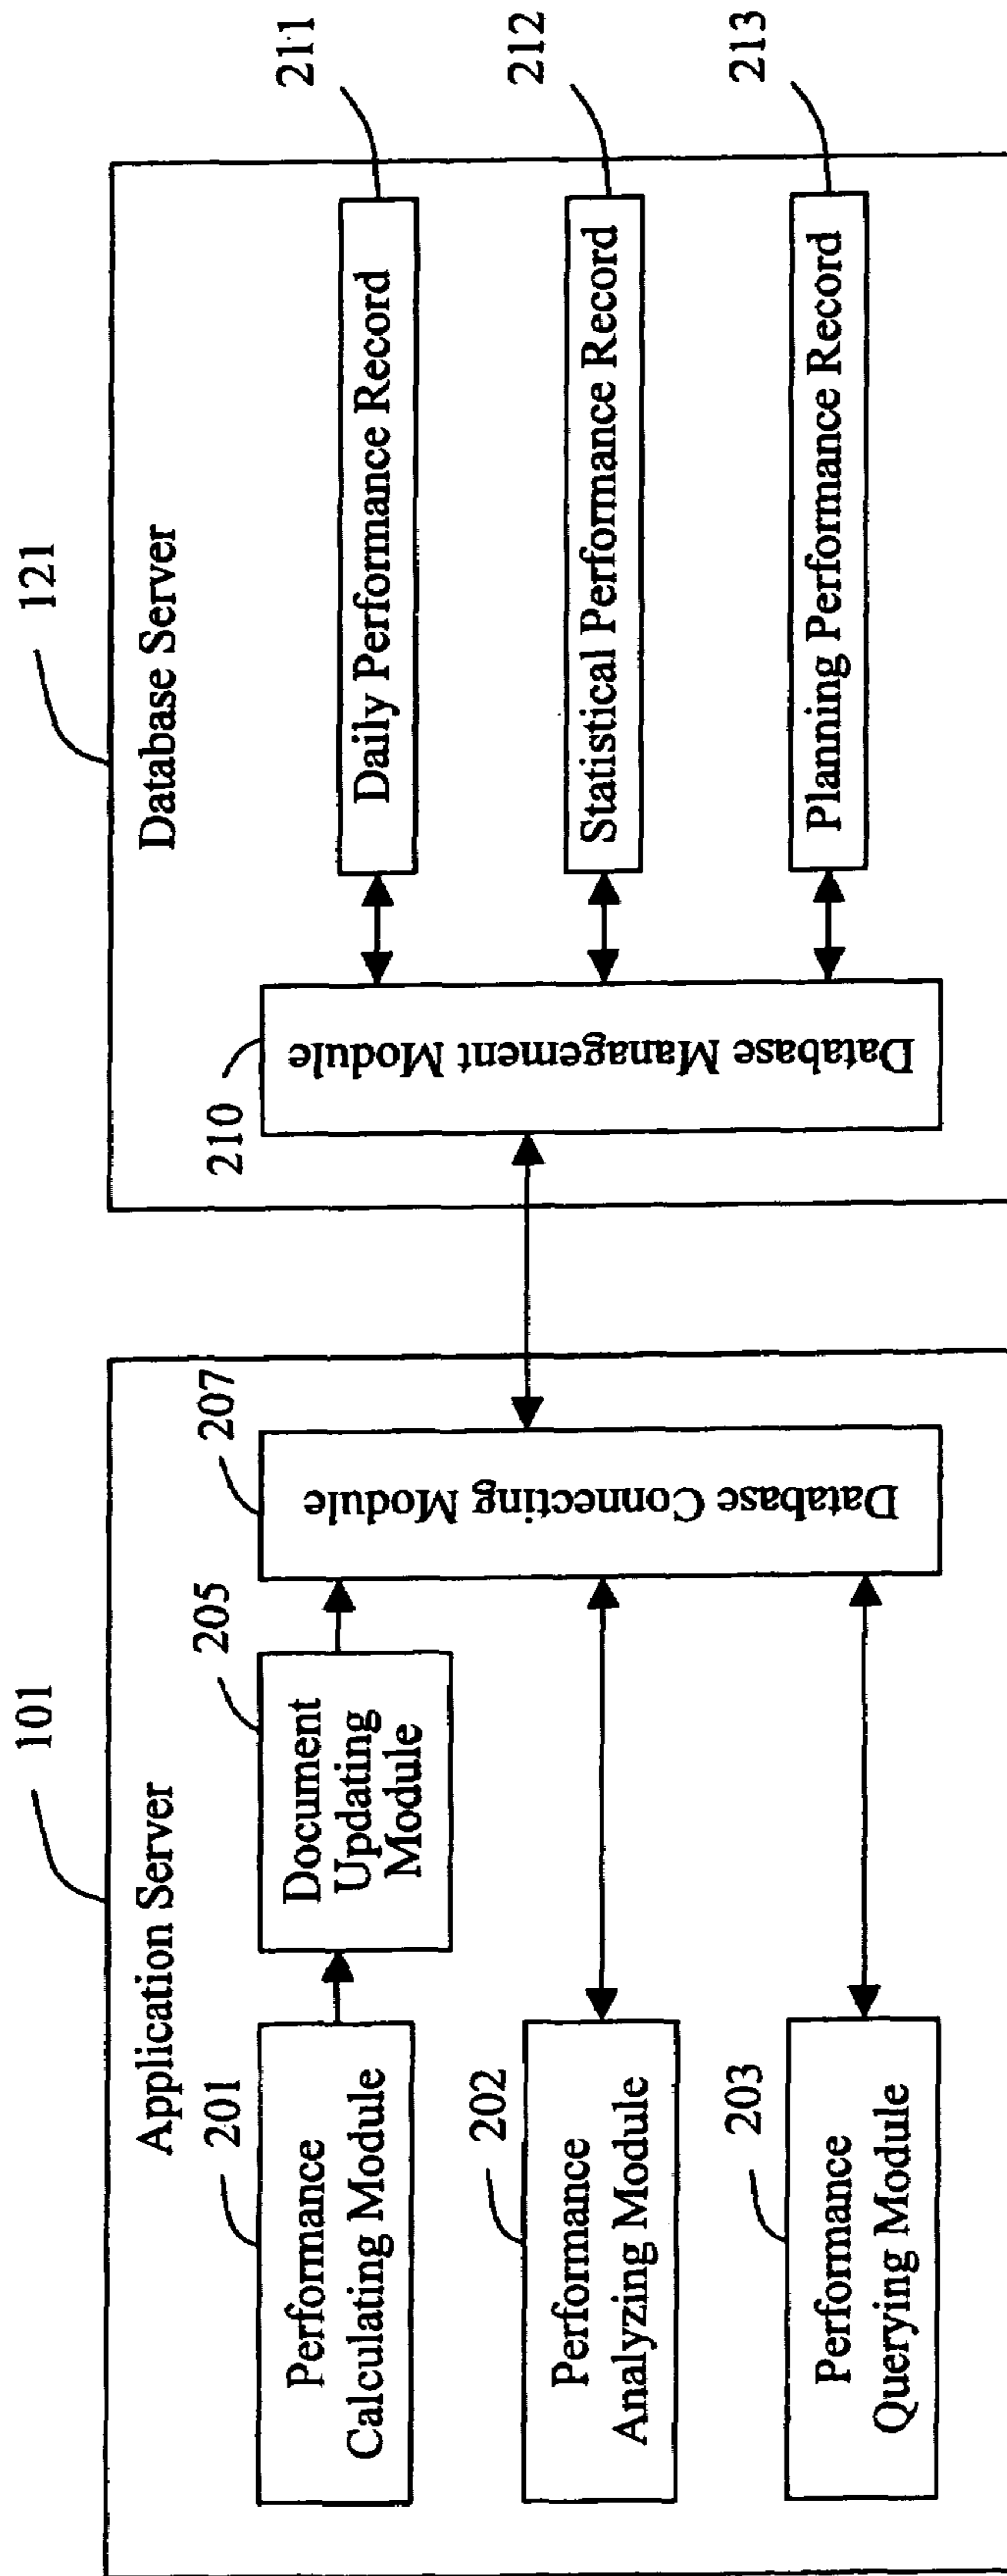 101
Application Server
201
Performance
Calculating Module
205
Document
Updating
Module
202
Performance
Analyzing Module
203
Performance
Querying Module
207
Database Connecting Module
121
Database Server
210
Database Management Module
Daily Performance Record
211
Statistical Performance Record
212
Planning Performance Record
213